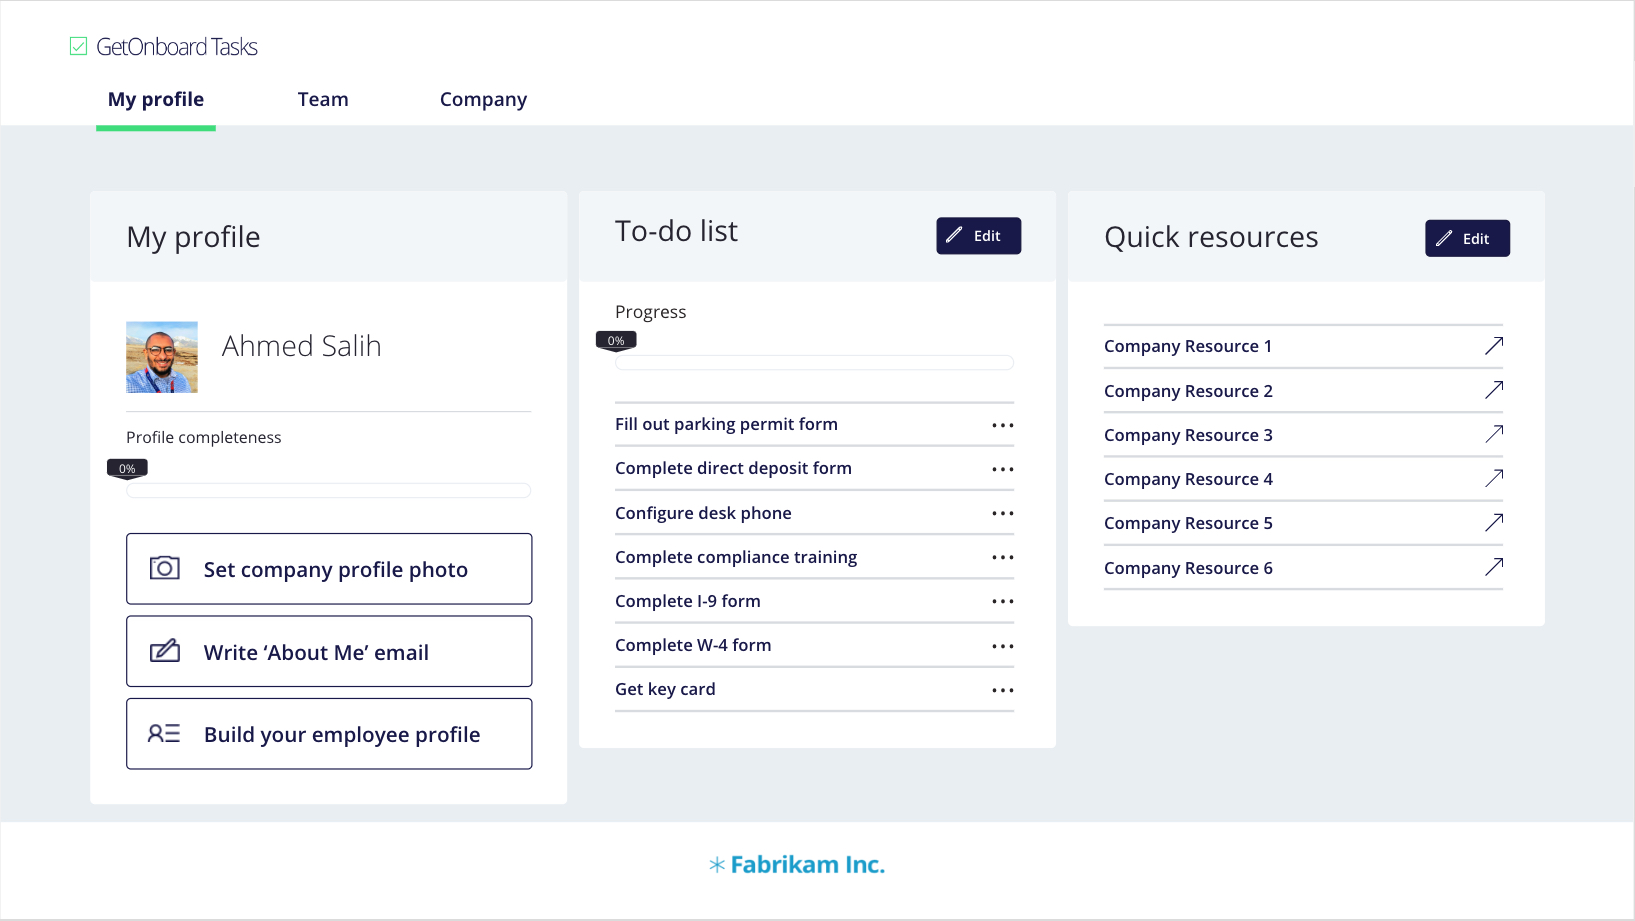 GetOnboard Tasks
My profile
Team
Company
My profile
Ahmed Salih
Profile completeness
0%
Set company profile photo
Write ‘About Me’ email
Build your employee profile
To-do list
Edit
Progress
0%
Fill out parking permit form
Complete direct deposit form
Configure desk phone
Complete compliance training
Complete I-9 form
Complete W-4 form
Get key card
Quick resources
Edit
Company Resource 1
Company Resource 2
Company Resource 3
Company Resource 4
Company Resource 5
Company Resource 6
Fabrikam Inc.